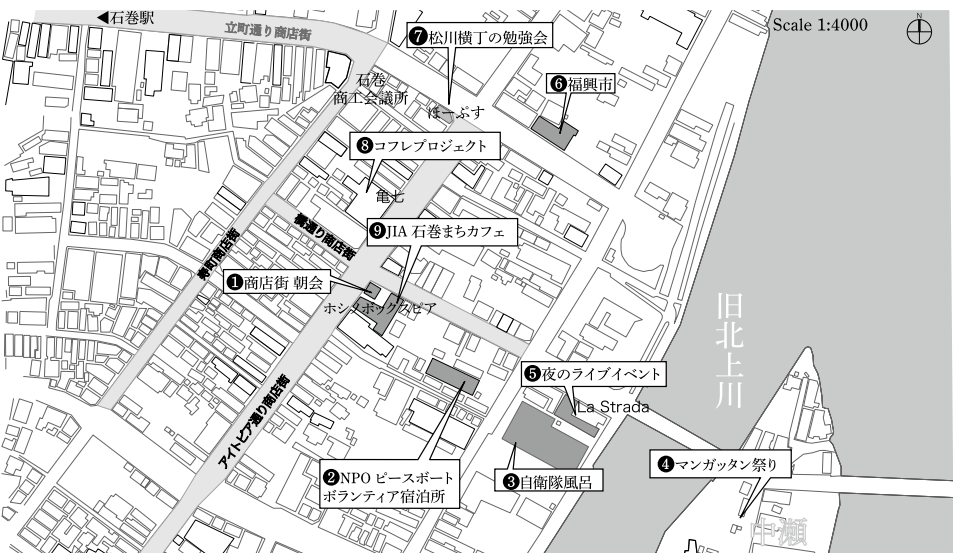 ◀石巻駅
立町通り商店街
Scale 1:4000
N
❼松川横丁の勉強会
❻福興市
石巻
商工会議所
ほーぷす
❽コフレプロジェクト
亀七
❾JIA 石巻まちカフェ
橋通り商店街
寿町商店街
❶商店街 朝会
ホシノボックスピア
旧北上川
❺夜のライブイベント
La Strada
アイトピア通り商店街
❷NPO ピースボート
ボランティア宿泊所
❸自衛隊風呂
❹マンガッタン祭り
中瀬